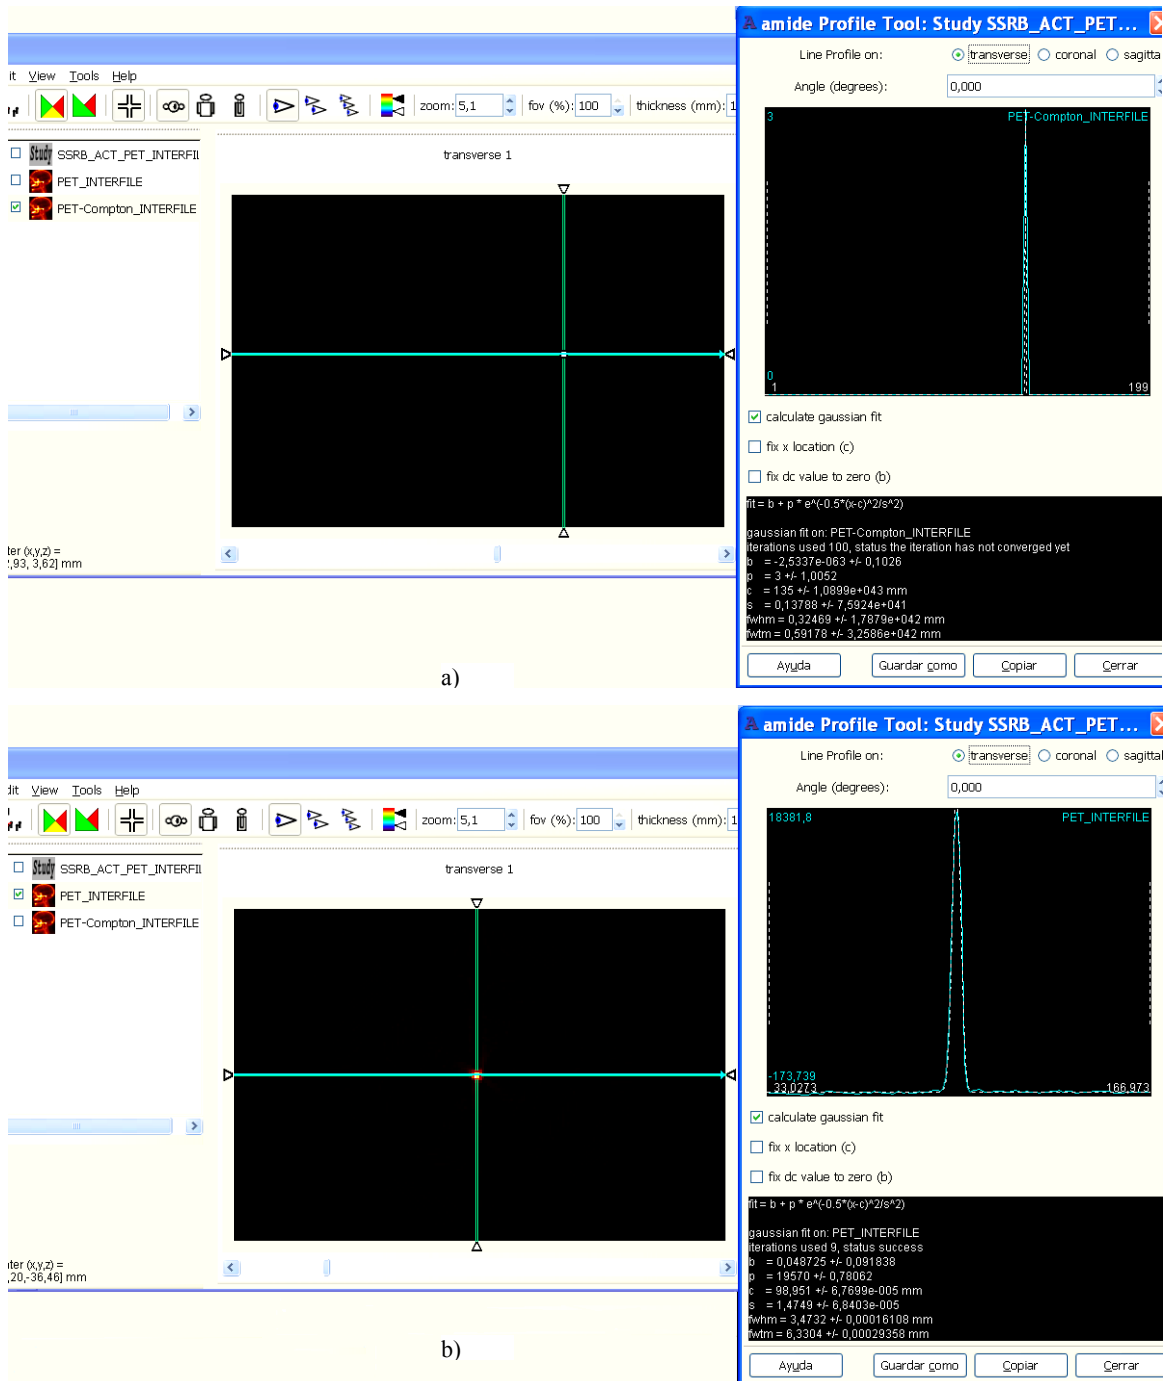 amide Profile Tool: Study SSRB_ACT_PET...
Line Profile on: transverse coronal sagitta
Angle (degrees): 0,000
it View Tools Help
zoom: 5,1 fov (%): 100 thickness (mm): 1
Study SSRB_ACT_PET_INTERFIL
PET_INTERFILE
PET-Compton_INTERFILE
transverse 1
3 PET-Compton_INTERFILE
0
1 199
calculate gaussian fit
fix x location (c)
fix dc value to zero (b)
fit = b + p * e^(-0.5*(x-c)^2/s^2)
gaussian fit on: PET-Compton_INTERFILE
iterations used 100, status the iteration has not converged yet
b = -2,5337e-063 +/- 0,1026
p = 3 +/- 1,0052
c = 135 +/- 1,0899e+043 mm
s = 0,13788 +/- 7,5924e+041
fwhm = 0,32469 +/- 1,7879e+042 mm
fwtm = 0,59178 +/- 3,2586e+042 mm
ter (x,y,z) =
2,93, 3,62] mm
Ayuda Guardar como Copiar Cerrar
a)
amide Profile Tool: Study SSRB_ACT_PET...
Line Profile on: transverse coronal sagittal
Angle (degrees): 0,000
dit View Tools Help
zoom: 5,1 fov (%): 100 thickness (mm): 1
Study SSRB_ACT_PET_INTERFIL
PET_INTERFILE
PET-Compton_INTERFILE
transverse 1
18381,8 PET_INTERFILE
-173,739
33,0273 166,973
calculate gaussian fit
fix x location (c)
fix dc value to zero (b)
fit = b + p * e^(-0.5*(x-c)^2/s^2)
gaussian fit on: PET_INTERFILE
iterations used 9, status success
b = 0,048725 +/- 0,091838
p = 19570 +/- 0,78062
c = 98,951 +/- 6,7699e-005 mm
s = 1,4749 +/- 6,8403e-005
fwhm = 3,4732 +/- 0,00016108 mm
fwtm = 6,3304 +/- 0,00029358 mm
ter (x,y,z) =
,20,-36,46] mm
Ayuda Guardar como Copiar Cerrar
b)